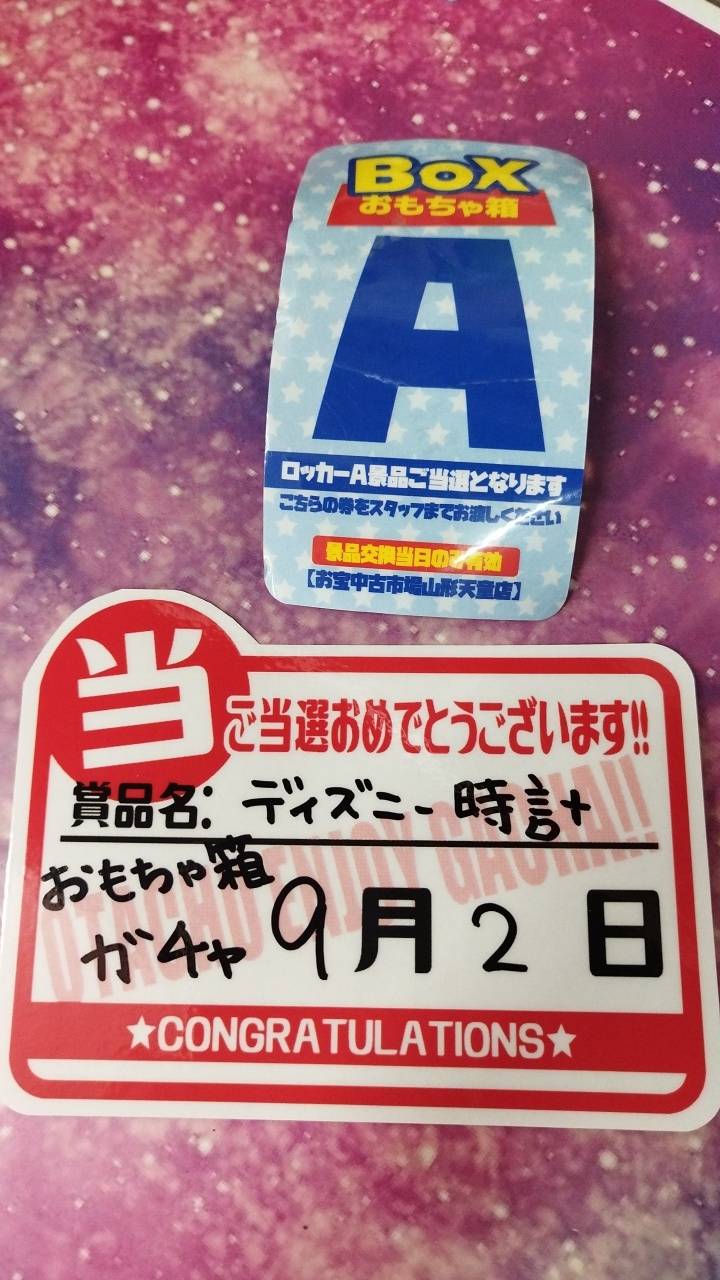 BOX
おもちゃ箱
A
ロッカーA景品ご当選となります
こちらの券をスタッフまでお渡しください
景品交換当日のみ有効
【お宝中古市場山形天童店】
当
ご当選おめでとうございます!!
賞品名: ディズニー時計
おもちゃ箱
ガチャ 9月2日
OTACHU ENJOY GACHA!!
★CONGRATULATIONS★